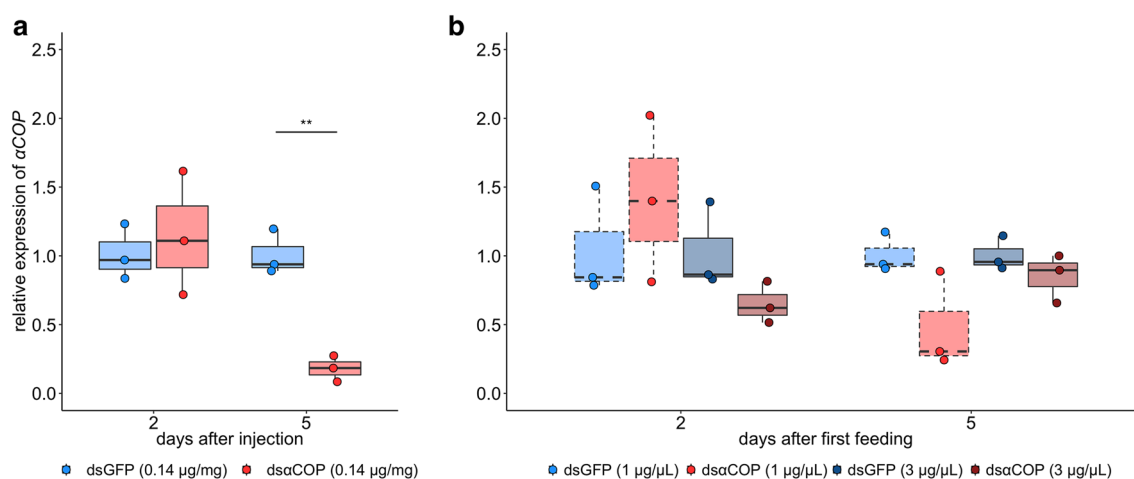 a
b
relative expression of αCOP
2.5
2.0
1.5
1.0
0.5
0.0
**
2
5
days after injection
dsGFP (0.14 µg/mg)
dsαCOP (0.14 µg/mg)
2.5
2.0
1.5
1.0
0.5
0.0
2
5
days after first feeding
dsGFP (1 µg/µL)
dsαCOP (1 µg/µL)
dsGFP (3 µg/µL)
dsαCOP (3 µg/µL)